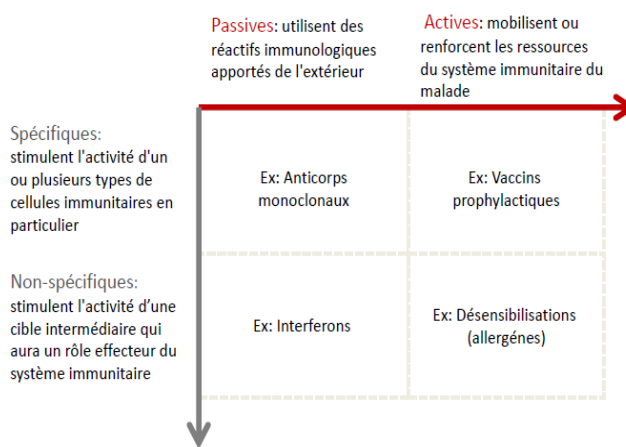 Passives: utilisent des
réactifs immunologiques
apportés de l'extérieur
Actives: mobilisent ou
renforcent les ressources
du système immunitaire du
malade
Spécifiques:
stimulent l'activité d'un
ou plusieurs types de
cellules immunitaires en
particulier
Ex: Anticorps
monoclonaux
Ex: Vaccins
prophylactiques
Non-spécifiques:
stimulent l'activité d’une
cible intermédiaire qui
aura un rôle effecteur du
système immunitaire
Ex: Interferons
Ex: Désensibilisations
(allergénes)